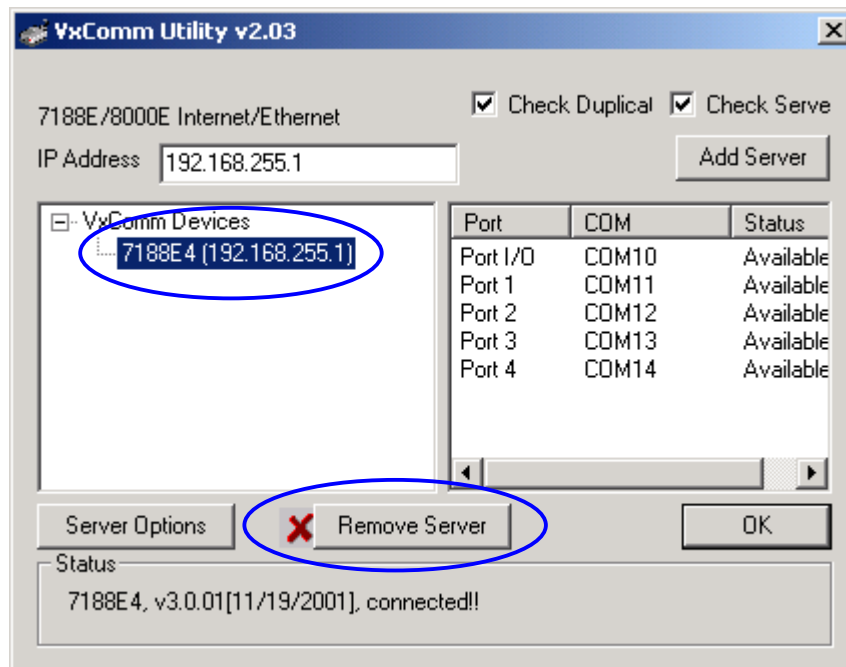 VxComm Utility v2.03
Check Duplical Check Serve
7188E/8000E Internet/Ethernet
IP Address 192.168.255.1 Add Server
VxComm Devices
7188E4 (192.168.255.1)
Port COM Status
Port I/O COM10 Available
Port 1 COM11 Available
Port 2 COM12 Available
Port 3 COM13 Available
Port 4 COM14 Available
Server Options Remove Server OK
Status
7188E4, v3.0.01[11/19/2001], connected!!